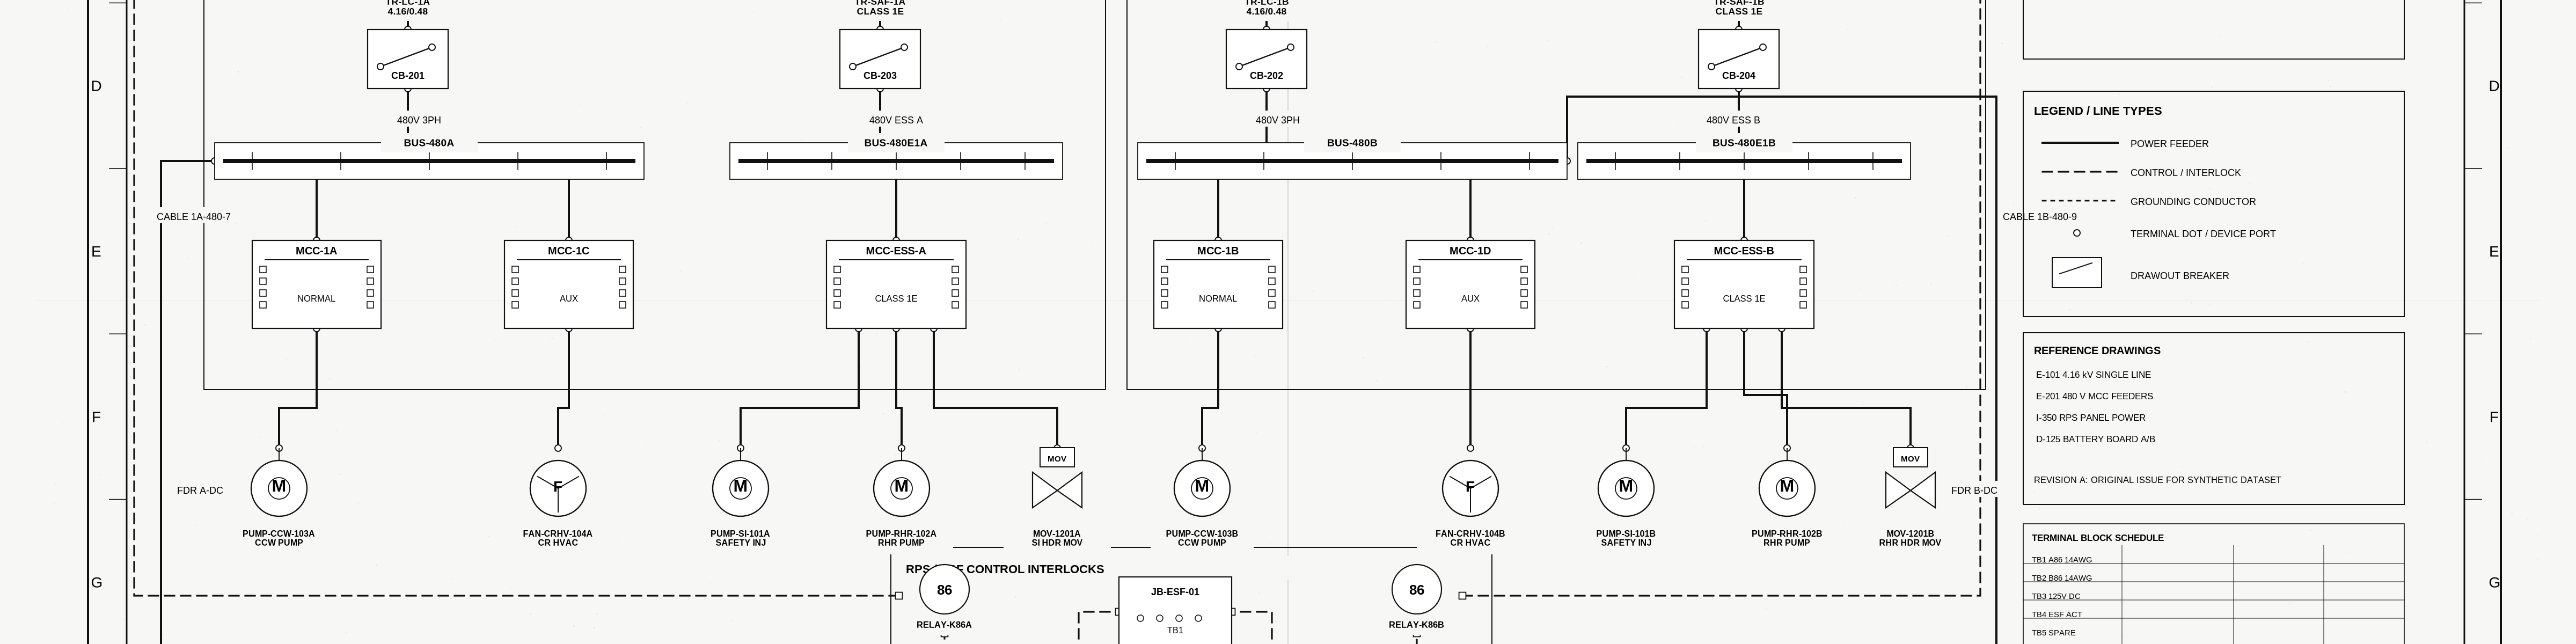 TR-LC-1A
4.16/0.48
TR-SAF-1A
CLASS 1E
TR-LC-1B
4.16/0.48
TR-SAF-1B
CLASS 1E
CB-201
CB-203
CB-202
CB-204
D
D
480V 3PH
480V ESS A
480V 3PH
480V ESS B
BUS-480A
BUS-480E1A
BUS-480B
BUS-480E1B
CABLE 1A-480-7
CABLE 1B-480-9
E
E
MCC-1A
NORMAL
MCC-1C
AUX
MCC-ESS-A
CLASS 1E
MCC-1B
NORMAL
MCC-1D
AUX
MCC-ESS-B
CLASS 1E
LEGEND / LINE TYPES
POWER FEEDER
CONTROL / INTERLOCK
GROUNDING CONDUCTOR
TERMINAL DOT / DEVICE PORT
DRAWOUT BREAKER
REFERENCE DRAWINGS
E-101 4.16 kV SINGLE LINE
E-201 480 V MCC FEEDERS
I-350 RPS PANEL POWER
D-125 BATTERY BOARD A/B
REVISION A: ORIGINAL ISSUE FOR SYNTHETIC DATASET
F
F
FDR A-DC
M
PUMP-CCW-103A
CCW PUMP
F
FAN-CRHV-104A
CR HVAC
M
PUMP-SI-101A
SAFETY INJ
M
PUMP-RHR-102A
RHR PUMP
MOV
MOV-1201A
SI HDR MOV
M
PUMP-CCW-103B
CCW PUMP
F
FAN-CRHV-104B
CR HVAC
M
PUMP-SI-101B
SAFETY INJ
M
PUMP-RHR-102B
RHR PUMP
MOV
MOV-1201B
RHR HDR MOV
FDR B-DC
G
G
RPS CONTROL INTERLOCKS
86
RELAY-K86A
JB-ESF-01
TB1
86
RELAY-K86B
TERMINAL BLOCK SCHEDULE
TB1 A86 14AWG
TB2 B86 14AWG
TB3 125V DC
TB4 ESF ACT
TB5 SPARE